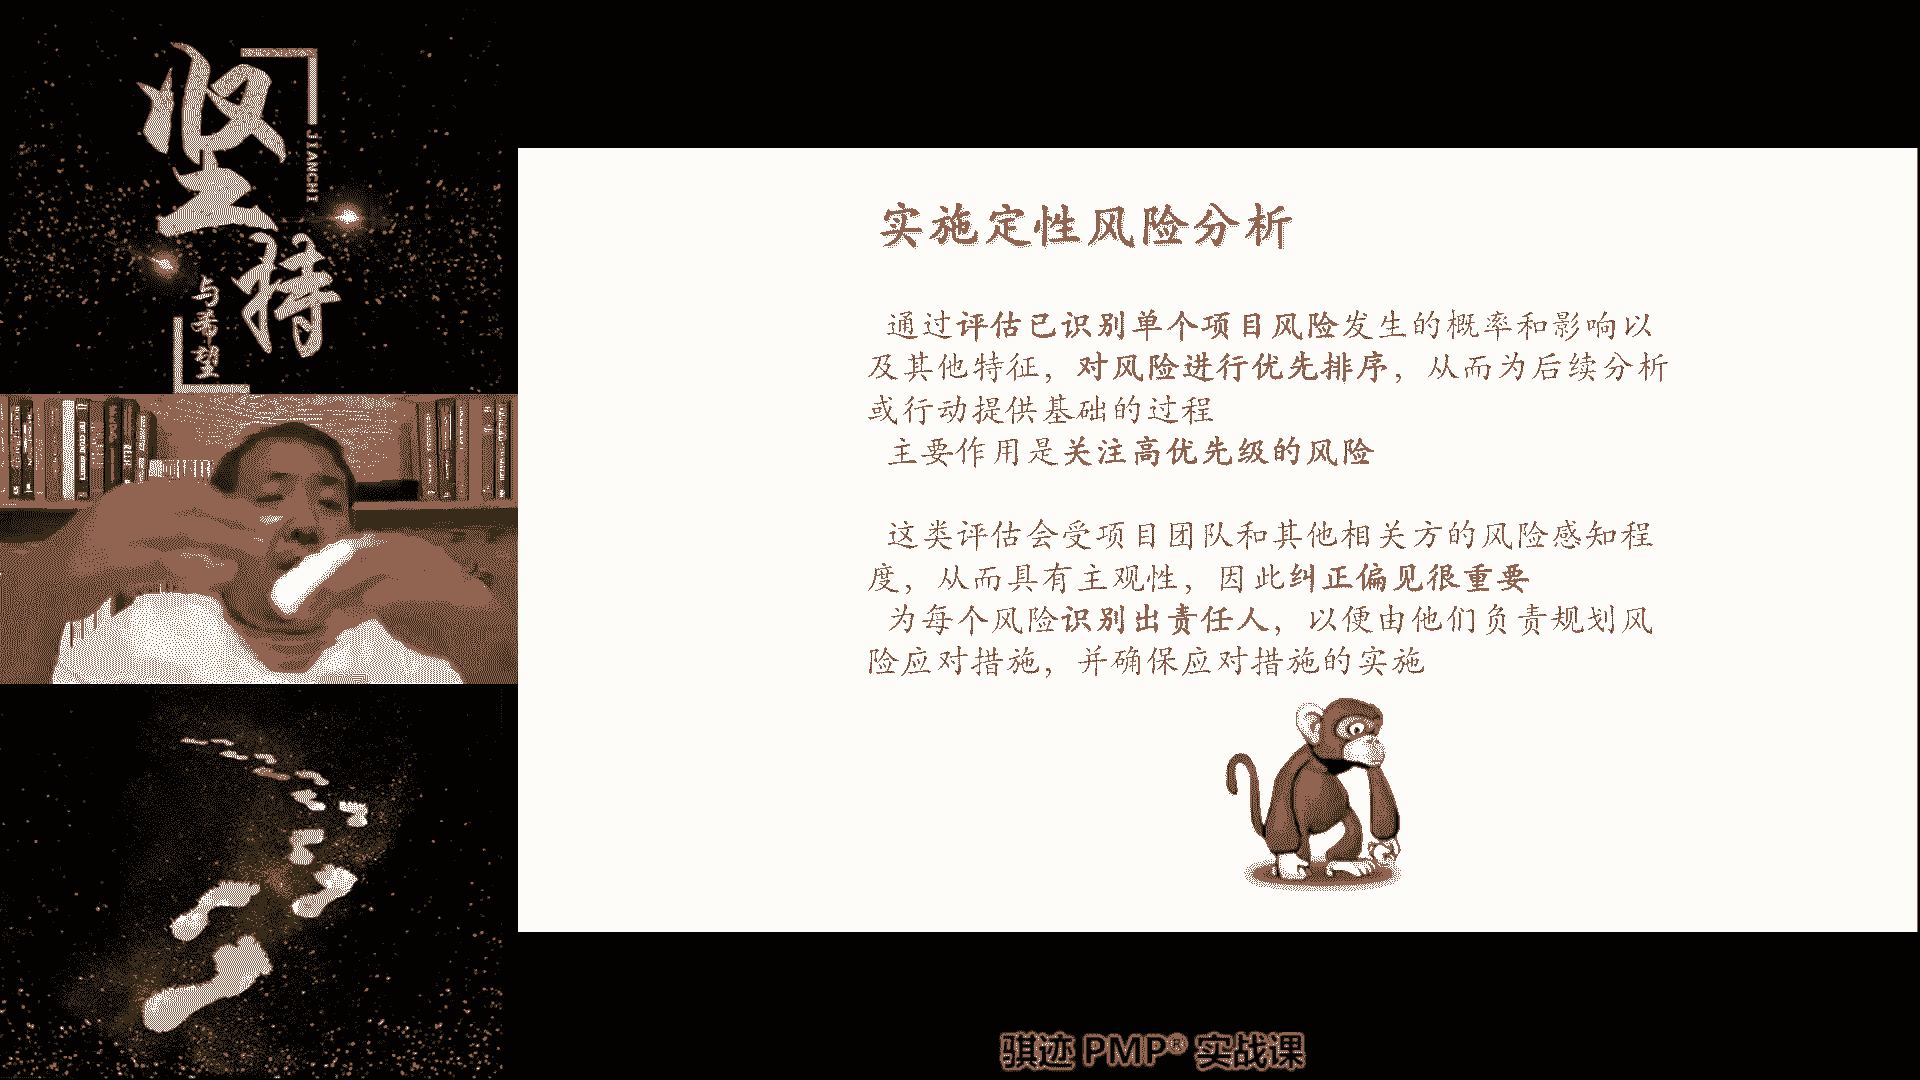 坚持
JIANCHI
与希望
实施定性风险分析
通过评估已识别单个项目风险发生的概率和影响以
及其他特征，对风险进行优先排序，从而为后续分析
或行动提供基础的过程
主要作用是关注高优先级的风险
这类评估会受项目团队和其他相关方的风险感知程
度，从而具有主观性，因此纠正偏见很重要
为每个风险识别出责任人，以便由他们负责规划风
险应对措施，并确保应对措施的实施
骐迹 PMP® 实战课